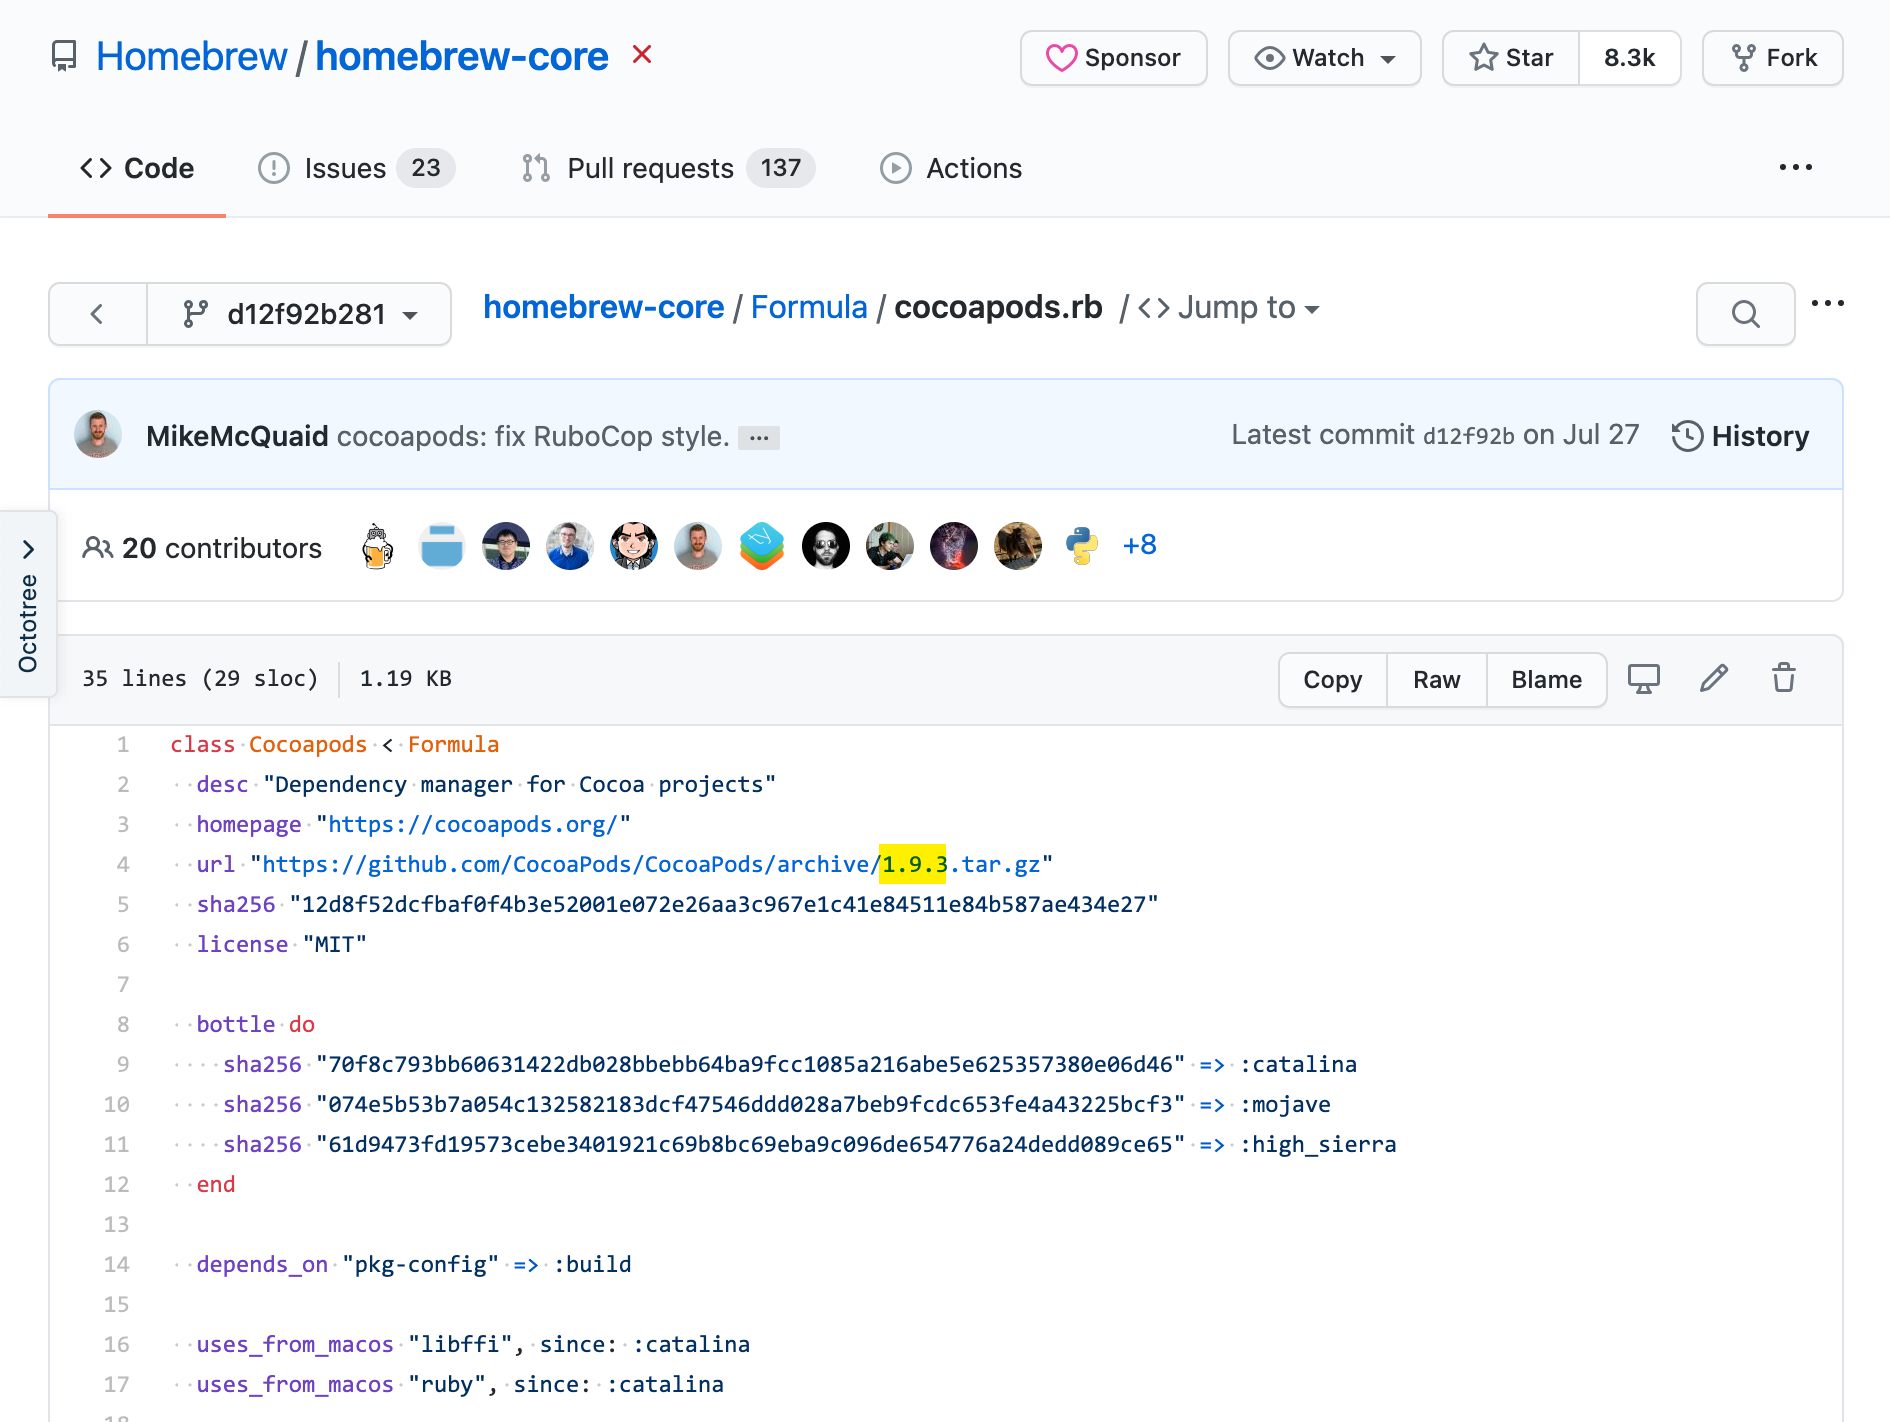 Homebrew / homebrew-core
Sponsor
Watch
Star 8.3k
Fork
Code
Issues 23
Pull requests 137
Actions
d12f92b281
homebrew-core / Formula / cocoapods.rb / <> Jump to
MikeMcQuaid cocoapods: fix RuboCop style. ...
Latest commit d12f92b on Jul 27
History
20 contributors
+8
Octotree
35 lines (29 sloc) 1.19 KB
Copy Raw Blame
1 class Cocoapods < Formula
2 desc "Dependency manager for Cocoa projects"
3 homepage "https://cocoapods.org/"
4 url "https://github.com/CocoaPods/CocoaPods/archive/1.9.3.tar.gz"
5 sha256 "12d8f52dcfbaf0f4b3e52001e072e26aa3c967e1c41e84511e84b587ae434e27"
6 license "MIT"
7
8 bottle do
9 sha256 "70f8c793bb60631422db028bbebb64ba9fcc1085a216abe5e625357380e06d46" => :catalina
10 sha256 "074e5b53b7a054c132582183dcf47546ddd028a7beb9fcdc653fe4a43225bcf3" => :mojave
11 sha256 "61d9473fd19573cebe3401921c69b8bc69eba9c096de654776a24dedd089ce65" => :high_sierra
12 end
13
14 depends_on "pkg-config" => :build
15
16 uses_from_macos "libffi", since: :catalina
17 uses_from_macos "ruby", since: :catalina